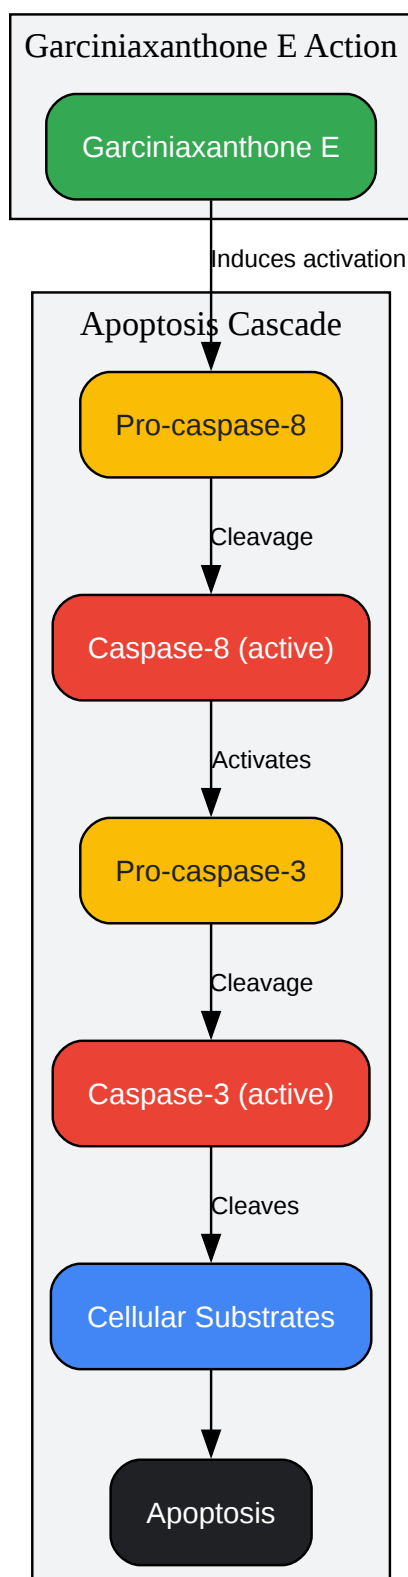 Garciniaxanthone E Action
Garciniaxanthone E
Induces activation
Apoptosis Cascade
Pro-caspase-8
Cleavage
Caspase-8 (active)
Activates
Pro-caspase-3
Cleavage
Caspase-3 (active)
Cleaves
Cellular Substrates
Apoptosis